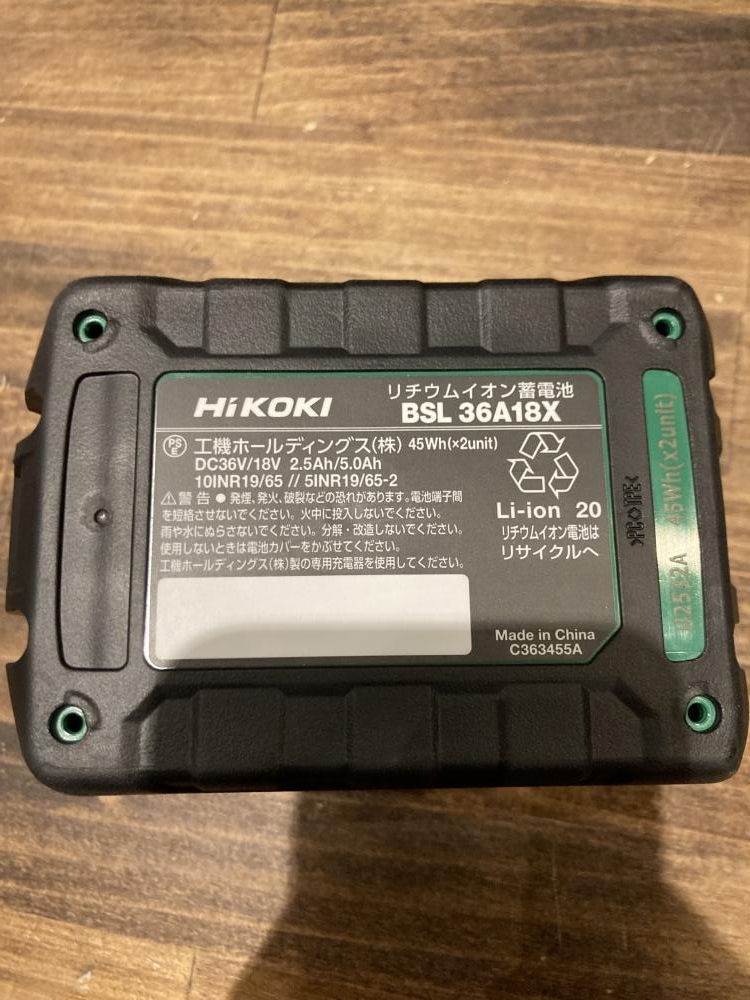 HiKOKI
リチウムイオン蓄電池
BSL 36A18X
PS
E
工機ホールディングス(株) 45Wh(×2unit)
DC36V/18V 2.5Ah/5.0Ah
10INR19/65 // 5INR19/65-2
⚠警告 ● 発煙、発火、破裂などの恐れがあります。電池端子間
を短絡させないでください。火中に投入しないでください。
雨や水にぬらさないでください。分解・改造しないでください。
使用しないときは電池カバーをかぶせてください。
工機ホールディングス(株)製の専用充電器を使用してください。
Li-ion 20
リチウムイオン電池は
リサイクルへ
Made in China
C363455A
>PC◇TPE<
45Wh(×2unit)